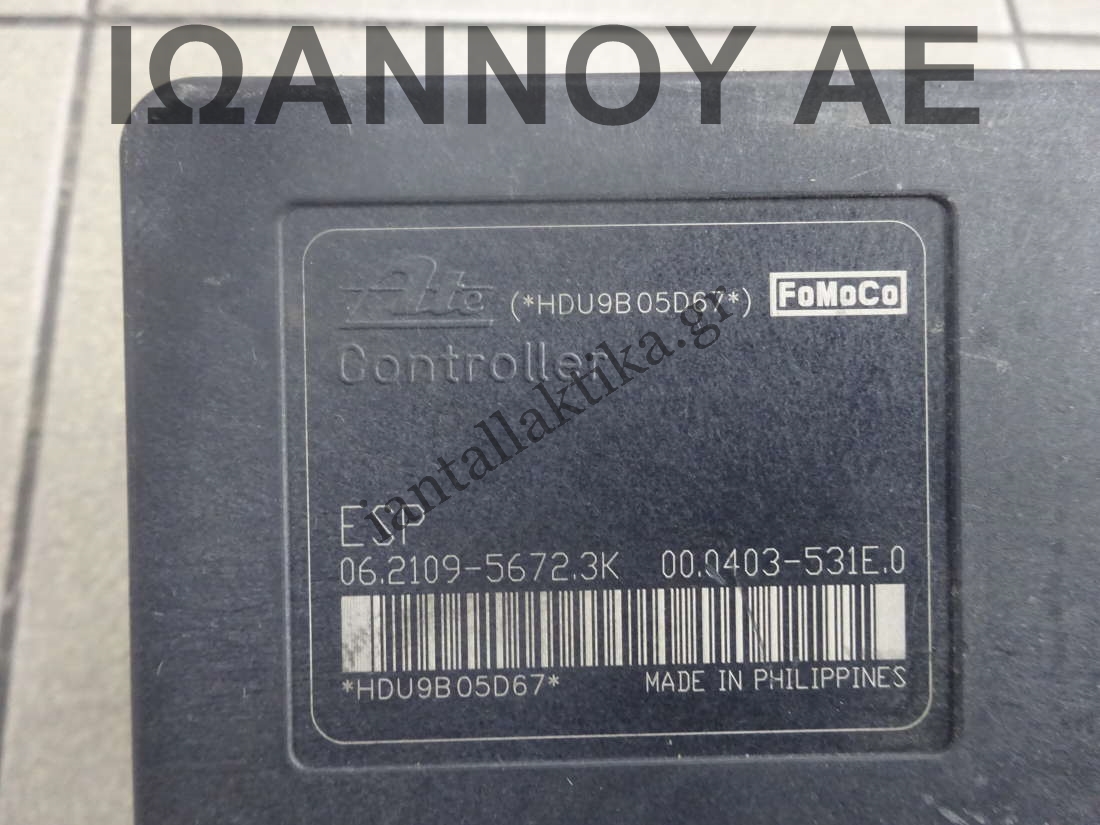 ΙΩΑΝΝΟΥ ΑΕ
Ate (*HDU9B05D67*) FoMoCo
Controller
iantallaktika.gr
ESP
06.2109-5672.3K 00.0403-531E.0
*HDU9B05D67* MADE IN PHILIPPINES